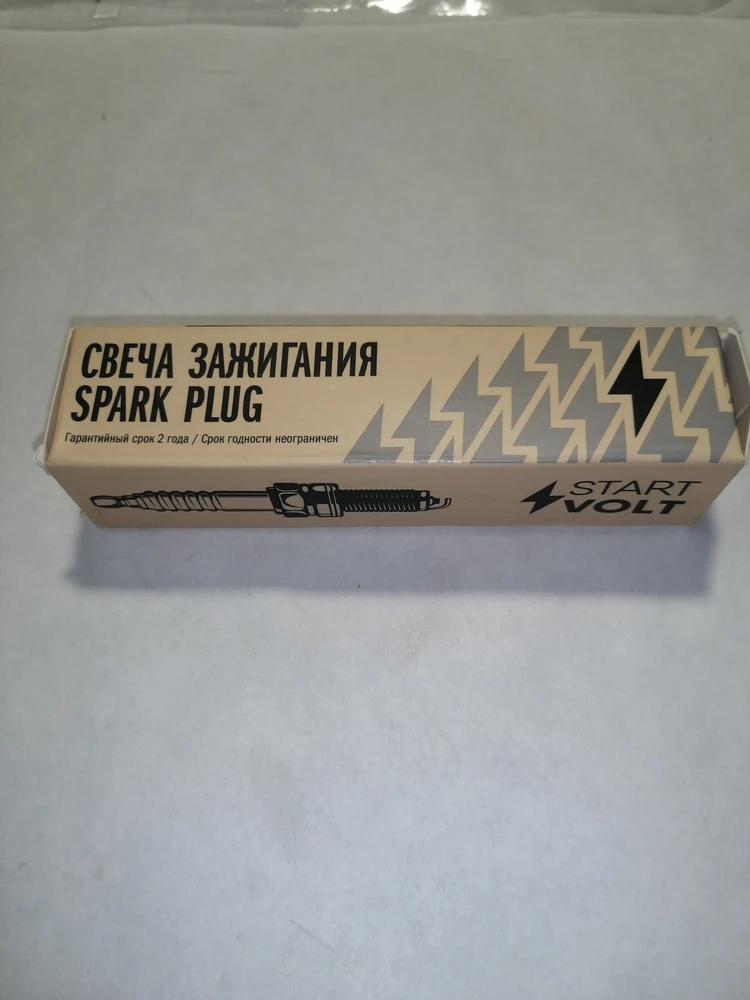 СВЕЧА ЗАЖИГАНИЯ
SPARK PLUG
Гарантийный срок 2 года / Срок годности неограничен
START
VOLT